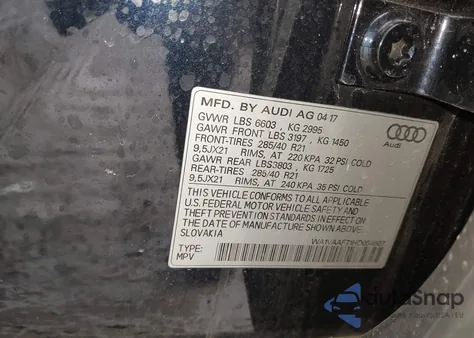 MFD. BY AUDI AG 04 17
GVWR LBS 6603 , KG 2995
GAWR FRONT LBS 3197 , KG 1450
FRONT-TIRES 285/40 R21
9,5JX21 RIMS, AT 220 KPA 32 PSI COLD
GAWR REAR LBS3803 , KG 1725
REAR-TIRES 285/40 R21
9,5JX21 RIMS, AT 240 KPA 35 PSI COLD
Audi
THIS VEHICLE CONFORMS TO ALL APPLICABLE
U.S. FEDERAL MOTOR VEHICLE SAFETY AND
THEFT PREVENTION STANDARDS IN EFFECT ON
THE DATE OF MANUFACTURE SHOWN ABOVE.
SLOVAKIA
TYPE:
MPV
autoSnap